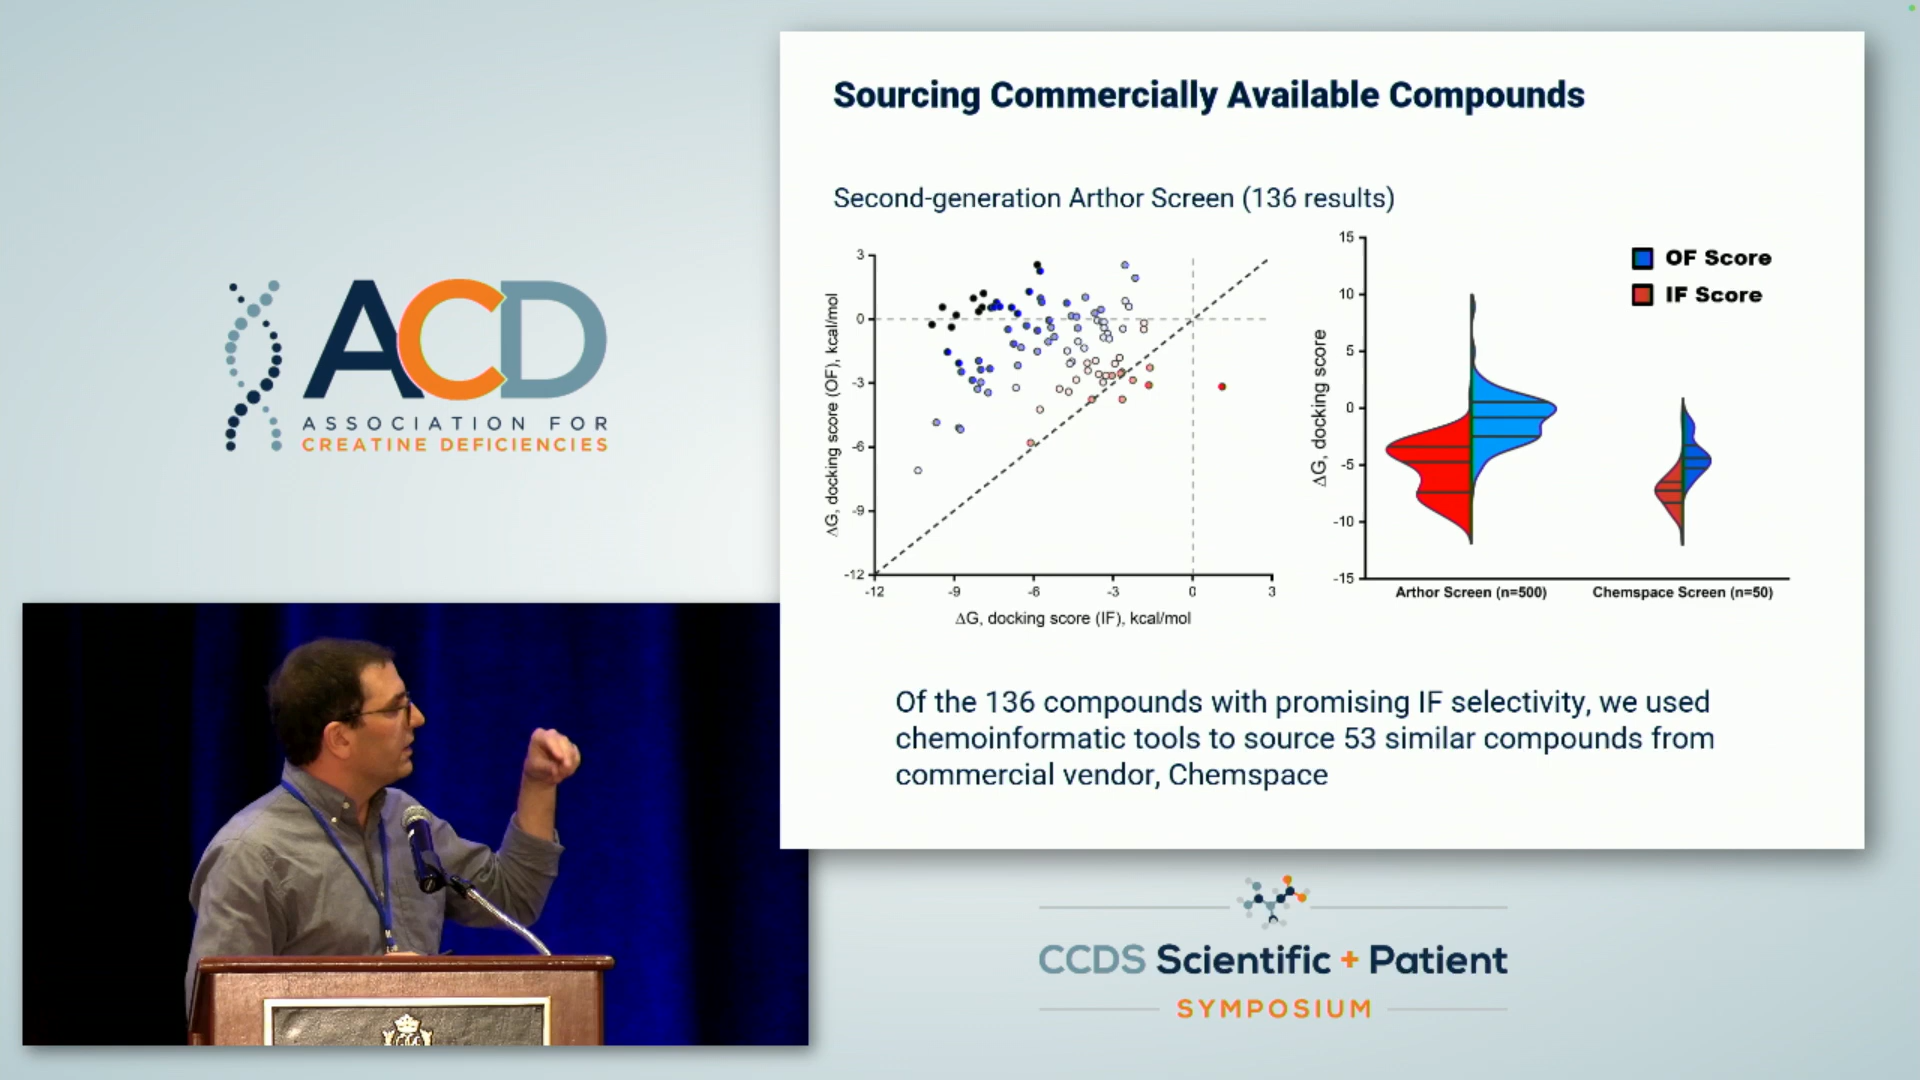 ACD
ASSOCIATION FOR
CREATINE DEFICIENCIES
Sourcing Commercially Available Compounds
Second-generation Arthor Screen (136 results)
ΔG, docking score (OF), kcal/mol
3
0
-3
-6
-9
-12
-12
-9
-6
-3
0
3
ΔG, docking score (IF), kcal/mol
ΔG, docking score
15
10
5
0
-5
-10
-15
OF Score
IF Score
Arthor Screen (n=500)
Chemspace Screen (n=50)
Of the 136 compounds with promising IF selectivity, we used
chemoinformatic tools to source 53 similar compounds from
commercial vendor, Chemspace
CCDS Scientific + Patient
SYMPOSIUM